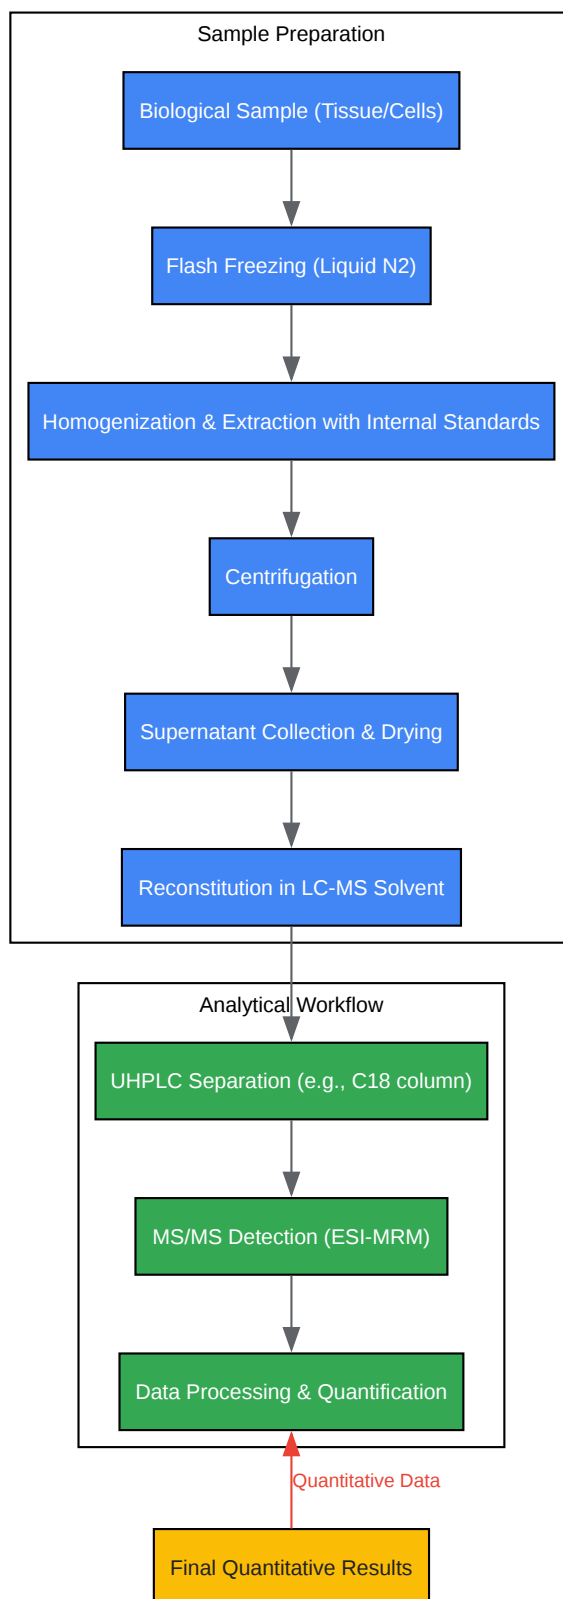 Sample Preparation
Biological Sample (Tissue/Cells)
Flash Freezing (Liquid N2)
Homogenization & Extraction with Internal Standards
Centrifugation
Supernatant Collection & Drying
Reconstitution in LC-MS Solvent
Analytical Workflow
UHPLC Separation (e.g., C18 column)
MS/MS Detection (ESI-MRM)
Data Processing & Quantification
Quantitative Data
Final Quantitative Results